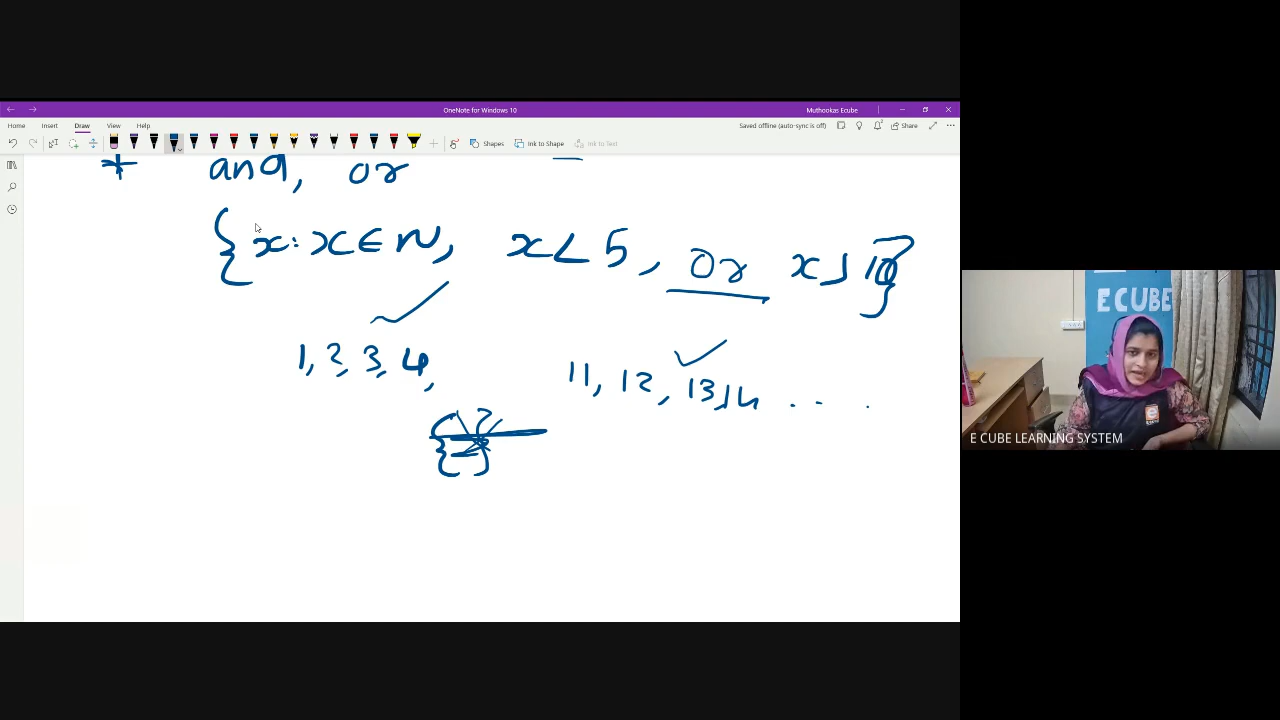 OneNote for Windows 10
Muthookas Ecube
Home Insert Draw View Help
Saved offline (auto-sync is off)
Share
Shapes
Ink to Shape
Ink to Text
* and, or
{x: x ∈ N, x < 5, or x > 10}
1, 2, 3, 4,
11, 12, 13, 14 ....
E CUBE
E CUBE LEARNING SYSTEM